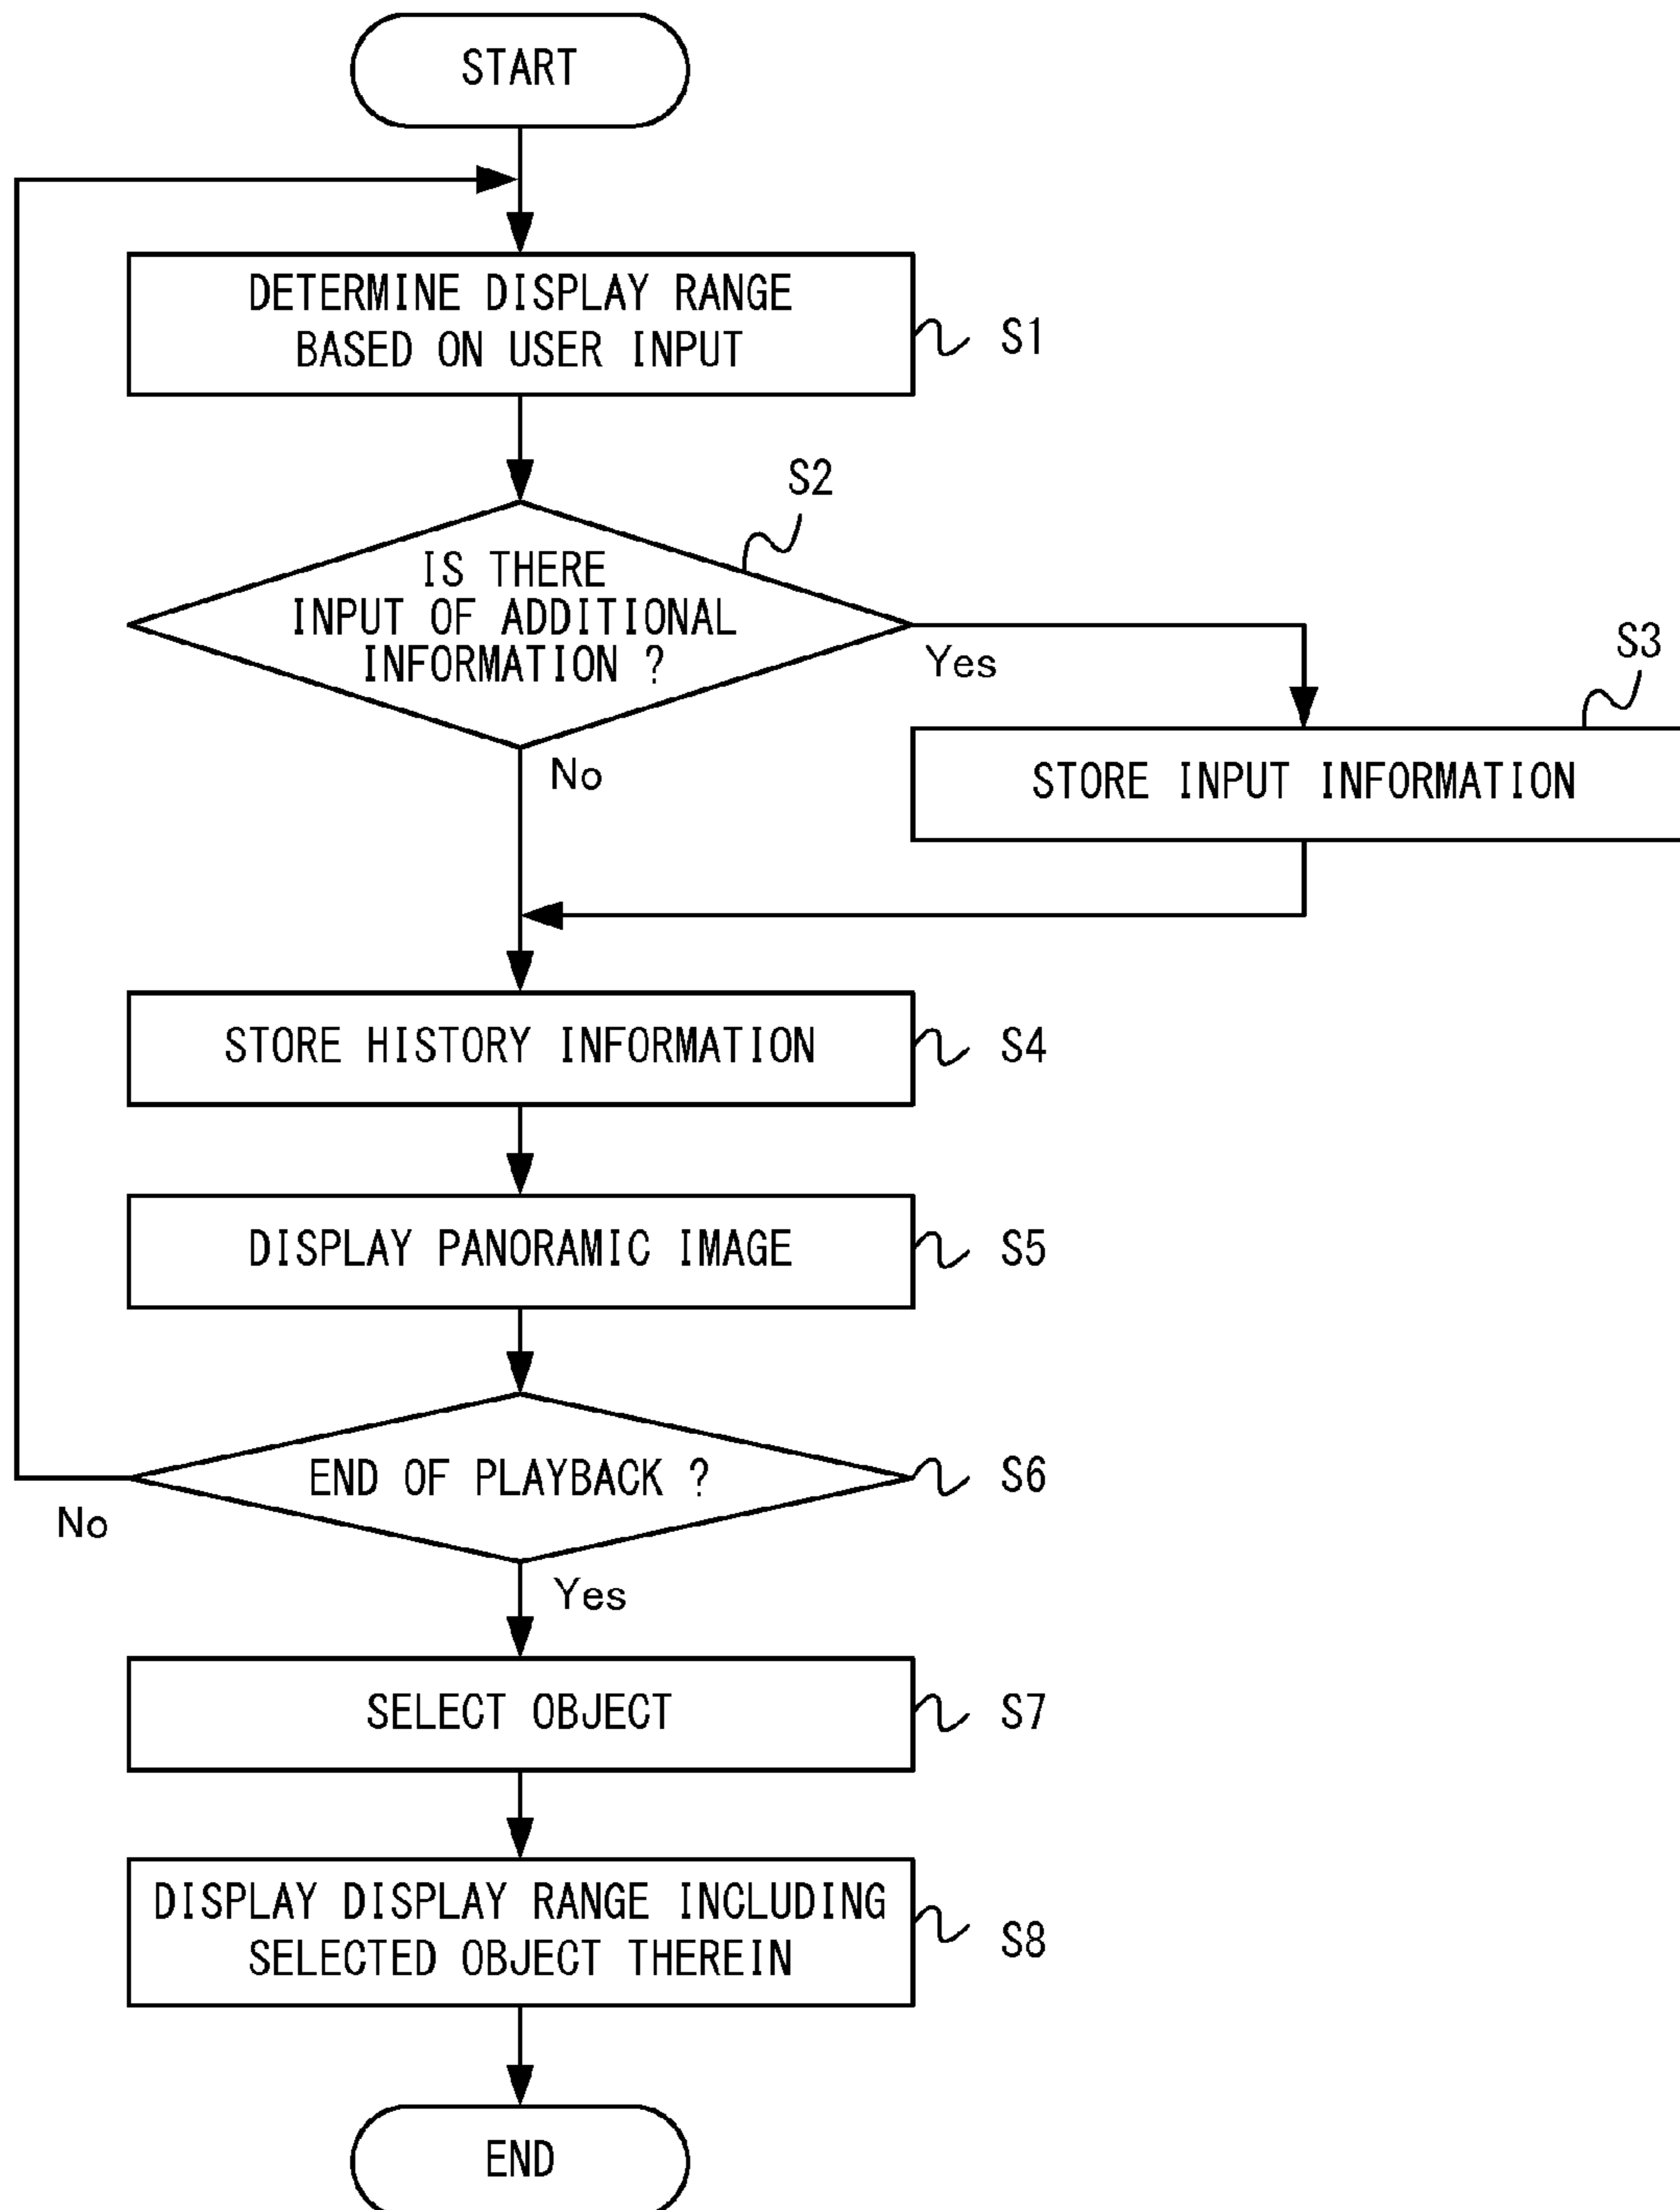 START
DETERMINE DISPLAY RANGE
BASED ON USER INPUT
S1
S2
IS THERE
INPUT OF ADDITIONAL
INFORMATION ?
Yes
No
S3
STORE INPUT INFORMATION
STORE HISTORY INFORMATION
S4
DISPLAY PANORAMIC IMAGE
S5
END OF PLAYBACK ?
S6
No
Yes
SELECT OBJECT
S7
DISPLAY DISPLAY RANGE INCLUDING
SELECTED OBJECT THEREIN
S8
END